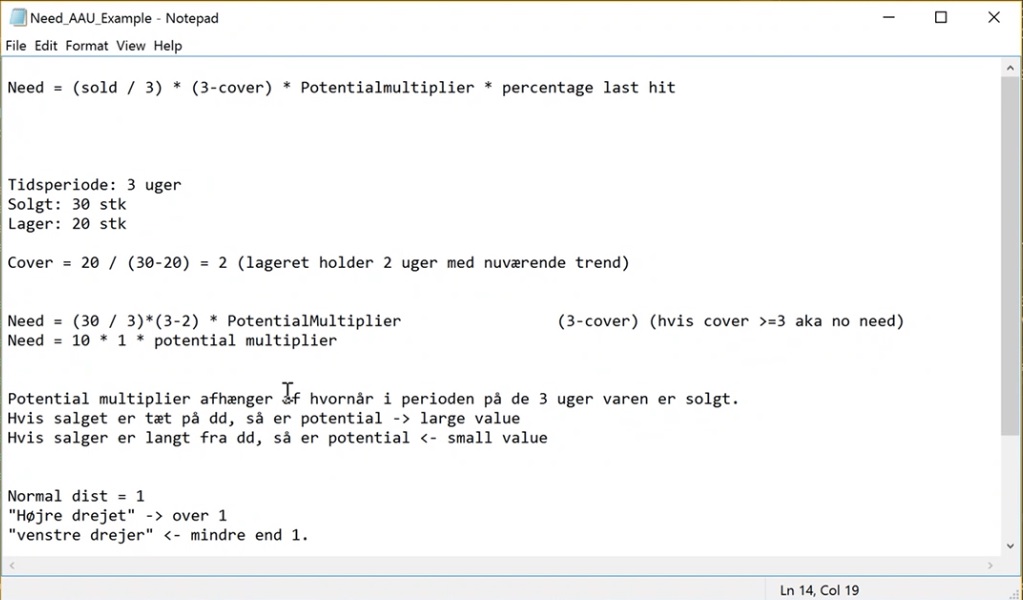 Need_AAU_Example - Notepad
File Edit Format View Help
Need = (sold / 3) * (3-cover) * Potentialmultiplier * percentage last hit
Tidsperiode: 3 uger
Solgt: 30 stk
Lager: 20 stk
Cover = 20 / (30-20) = 2 (lageret holder 2 uger med nuværende trend)
Need = (30 / 3)*(3-2) * PotentialMultiplier (3-cover) (hvis cover >=3 aka no need)
Need = 10 * 1 * potential multiplier
Potential multiplier afhænger af hvornår i perioden på de 3 uger varen er solgt.
Hvis salget er tæt på dd, så er potential -> large value
Hvis salger er langt fra dd, så er potential <- small value
Normal dist = 1
"Højre drejet" -> over 1
"venstre drejer" <- mindre end 1.
Ln 14, Col 19